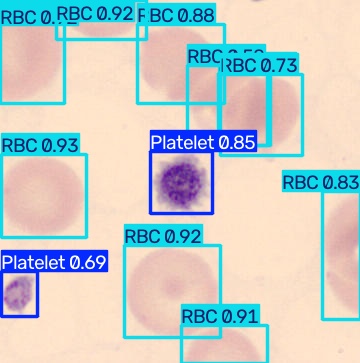 RBC 0.92
0.88
RBC
RBC 0.73
Platelet 0.85
RBC 0.93
RBC 0.83
RBC 0.92
Platelet 0.69
RBC 0.91